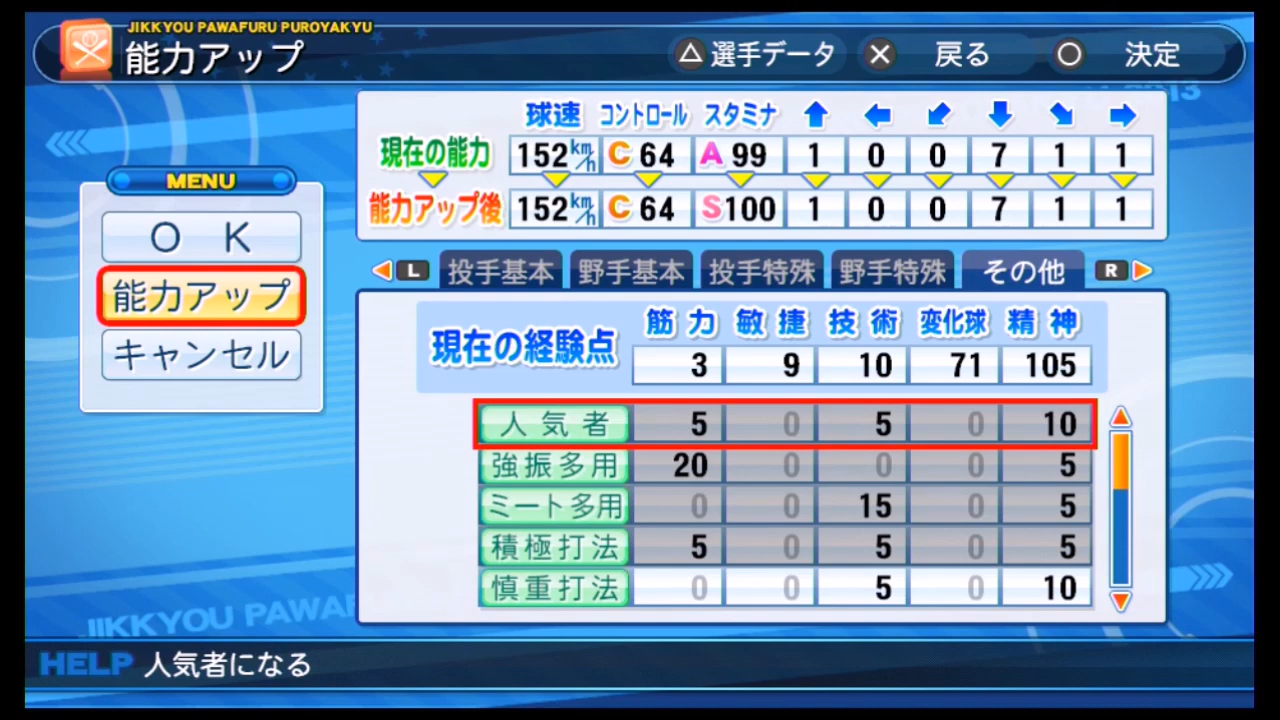 JIKKYOU PAWAFURU PUROYAKYU
能力アップ
△ 選手データ × 戻る ○ 決定
MENU
OK
能力アップ
キャンセル
球速 コントロール スタミナ ↑ ← ↙ ↓ ↘ →
現在の能力 152km/h C 64 A 99 1 0 0 7 1 1
能力アップ後 152km/h C 64 S100 1 0 0 7 1 1
L 投手基本 野手基本 投手特殊 野手特殊 その他 R
筋力 敏捷 技術 変化球 精神
現在の経験点 3 9 10 71 105
人気者 5 0 5 0 10
強振多用 20 0 0 0 5
ミート多用 0 0 15 0 5
積極打法 5 0 5 0 5
慎重打法 0 0 5 0 10
JIKKYOU PAWAF
HELP 人気者になる